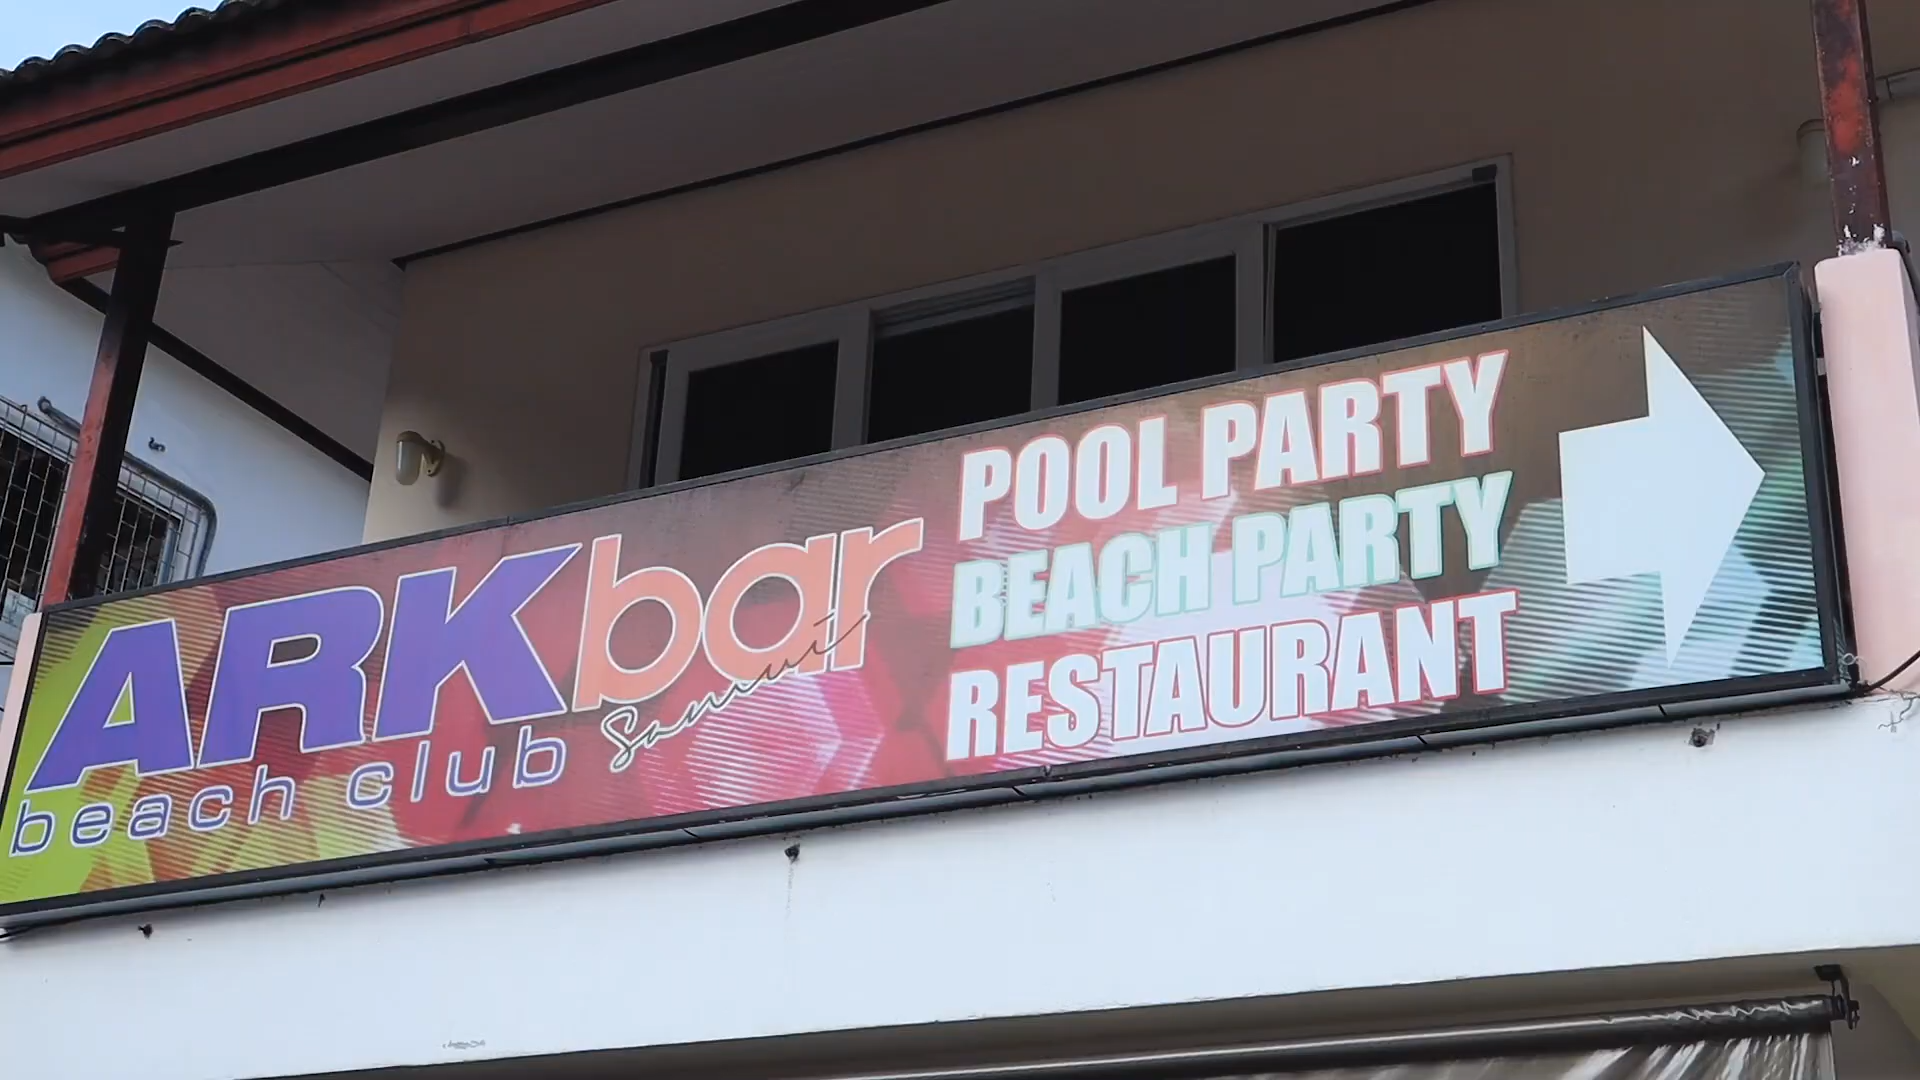 ARKbar
beach club Samui
POOL PARTY
BEACH PARTY
RESTAURANT